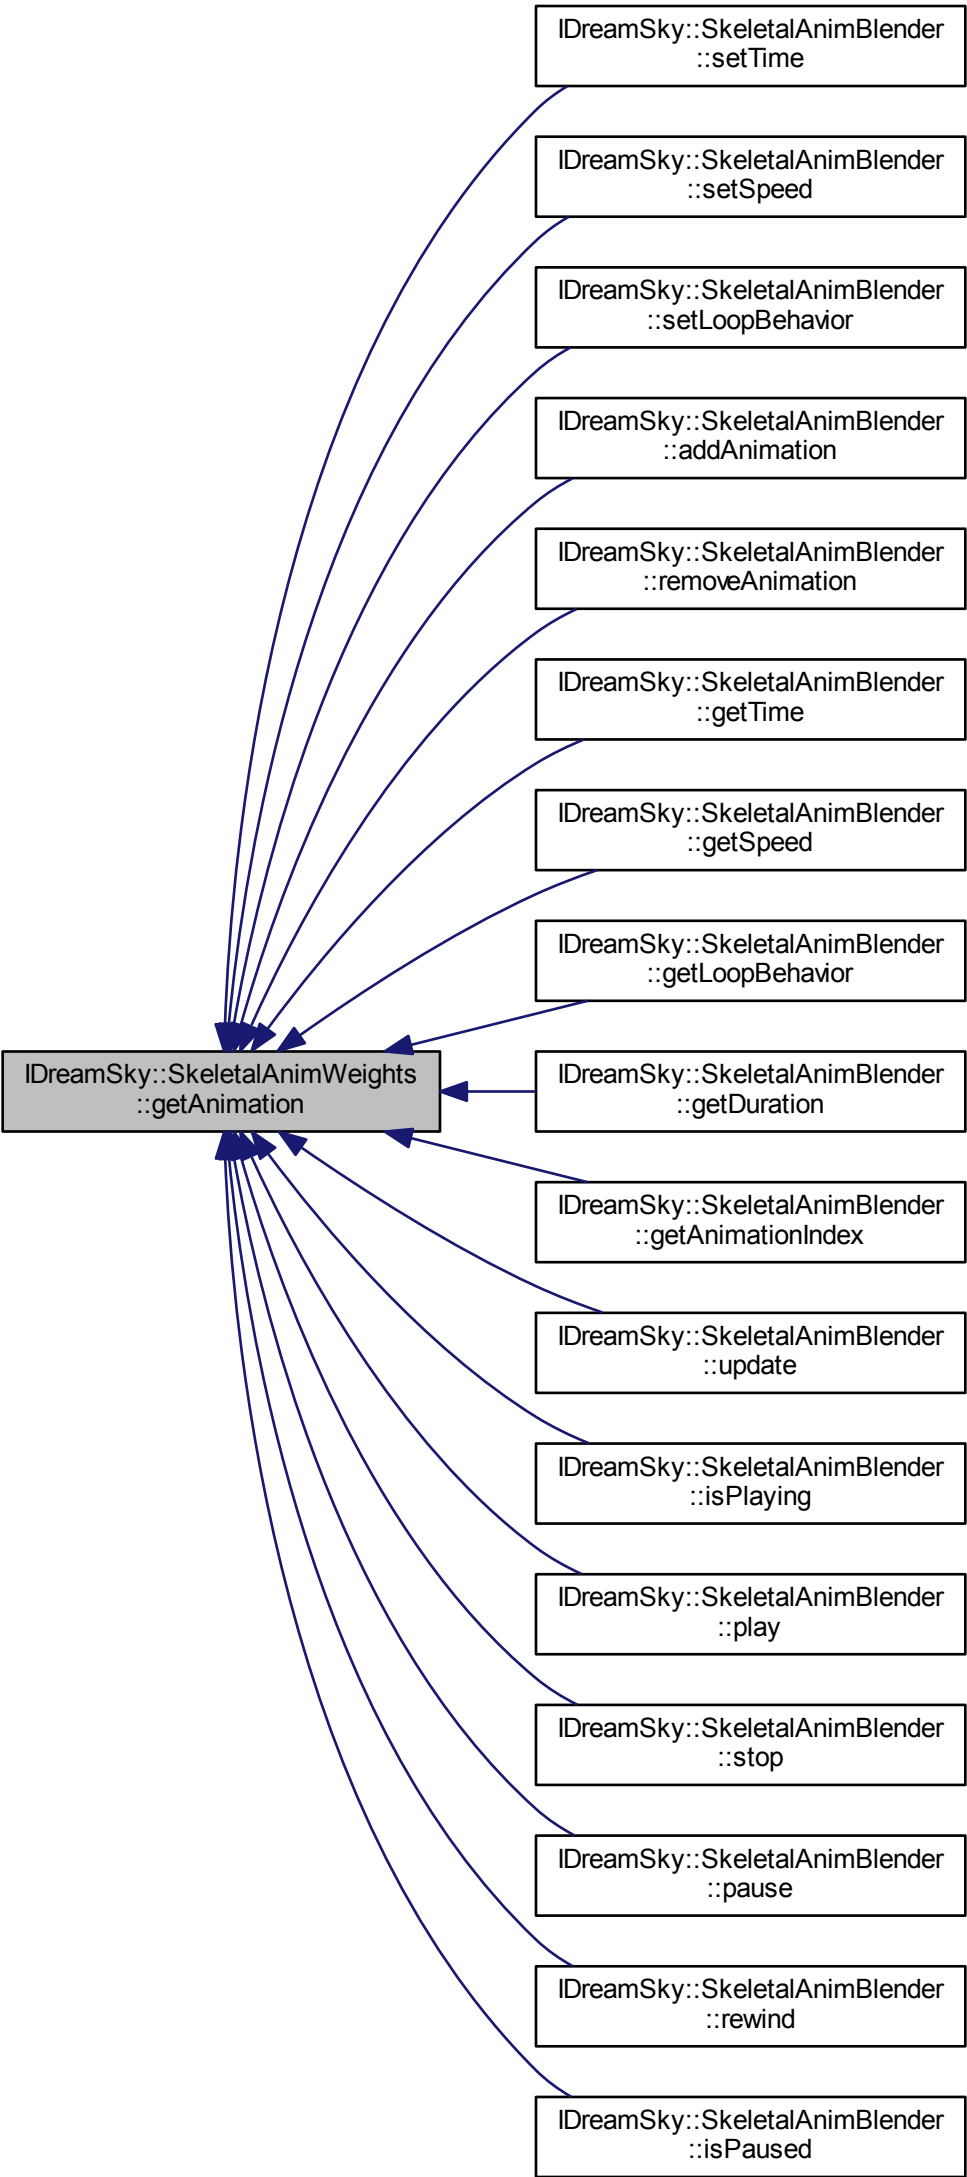 IDreamSky::SkeletalAnimBlender
::setTime
IDreamSky::SkeletalAnimBlender
::setSpeed
IDreamSky::SkeletalAnimBlender
::setLoopBehavior
IDreamSky::SkeletalAnimBlender
::addAnimation
IDreamSky::SkeletalAnimBlender
::removeAnimation
IDreamSky::SkeletalAnimBlender
::getTime
IDreamSky::SkeletalAnimBlender
::getSpeed
IDreamSky::SkeletalAnimBlender
::getLoopBehavior
IDreamSky::SkeletalAnimWeights
::getAnimation
IDreamSky::SkeletalAnimBlender
::getDuration
IDreamSky::SkeletalAnimBlender
::getAnimationIndex
IDreamSky::SkeletalAnimBlender
::update
IDreamSky::SkeletalAnimBlender
::isPlaying
IDreamSky::SkeletalAnimBlender
::play
IDreamSky::SkeletalAnimBlender
::stop
IDreamSky::SkeletalAnimBlender
::pause
IDreamSky::SkeletalAnimBlender
::rewind
IDreamSky::SkeletalAnimBlender
::isPaused